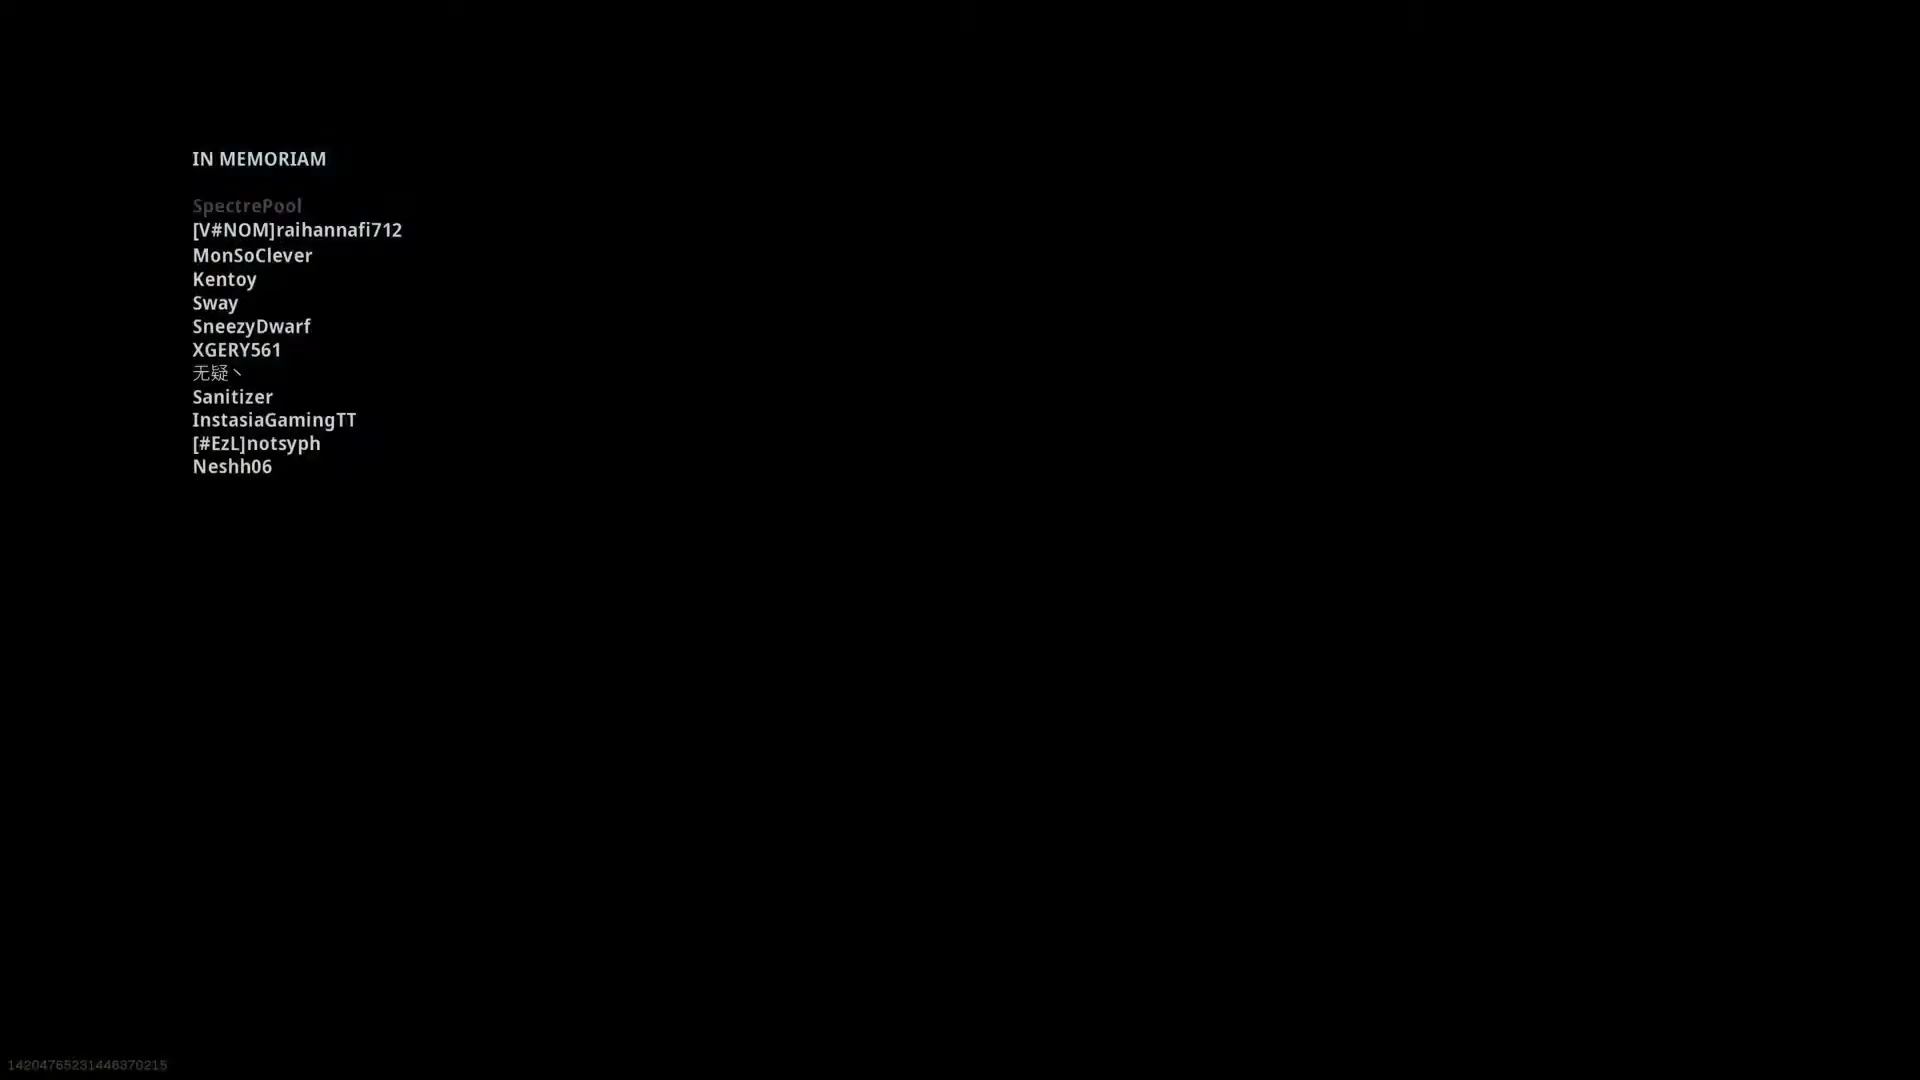 IN MEMORIAM
SpectrePool
[V#NOM]raihannafi712
MonSoClever
Kentoy
Sway
SneezyDwarf
XGERY561
无疑丶
Sanitizer
InstasiaGamingTT
[#EzL]notsyph
Neshh06
14204765231446370215